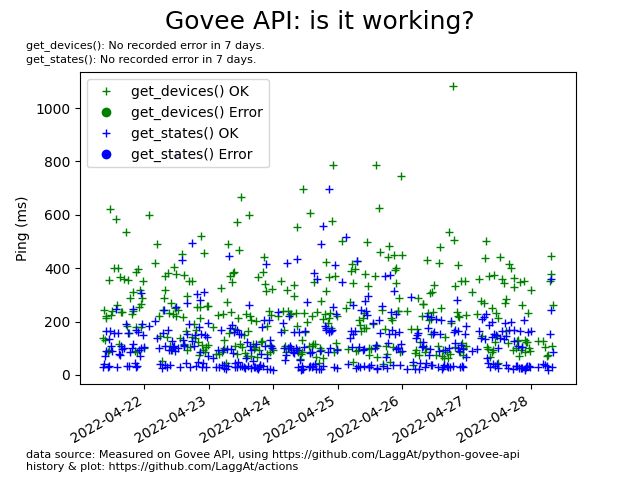 Govee API: is it working?
get_devices(): No recorded error in 7 days.
get_states(): No recorded error in 7 days.
get_devices() OK
get_devices() Error
get_states() OK
get_states() Error
Ping (ms)
1000
800
600
400
200
0
2022-04-22
2022-04-23
2022-04-24
2022-04-25
2022-04-26
2022-04-27
2022-04-28
data source: Measured on Govee API, using https://github.com/LaggAt/python-govee-api
history & plot: https://github.com/LaggAt/actions